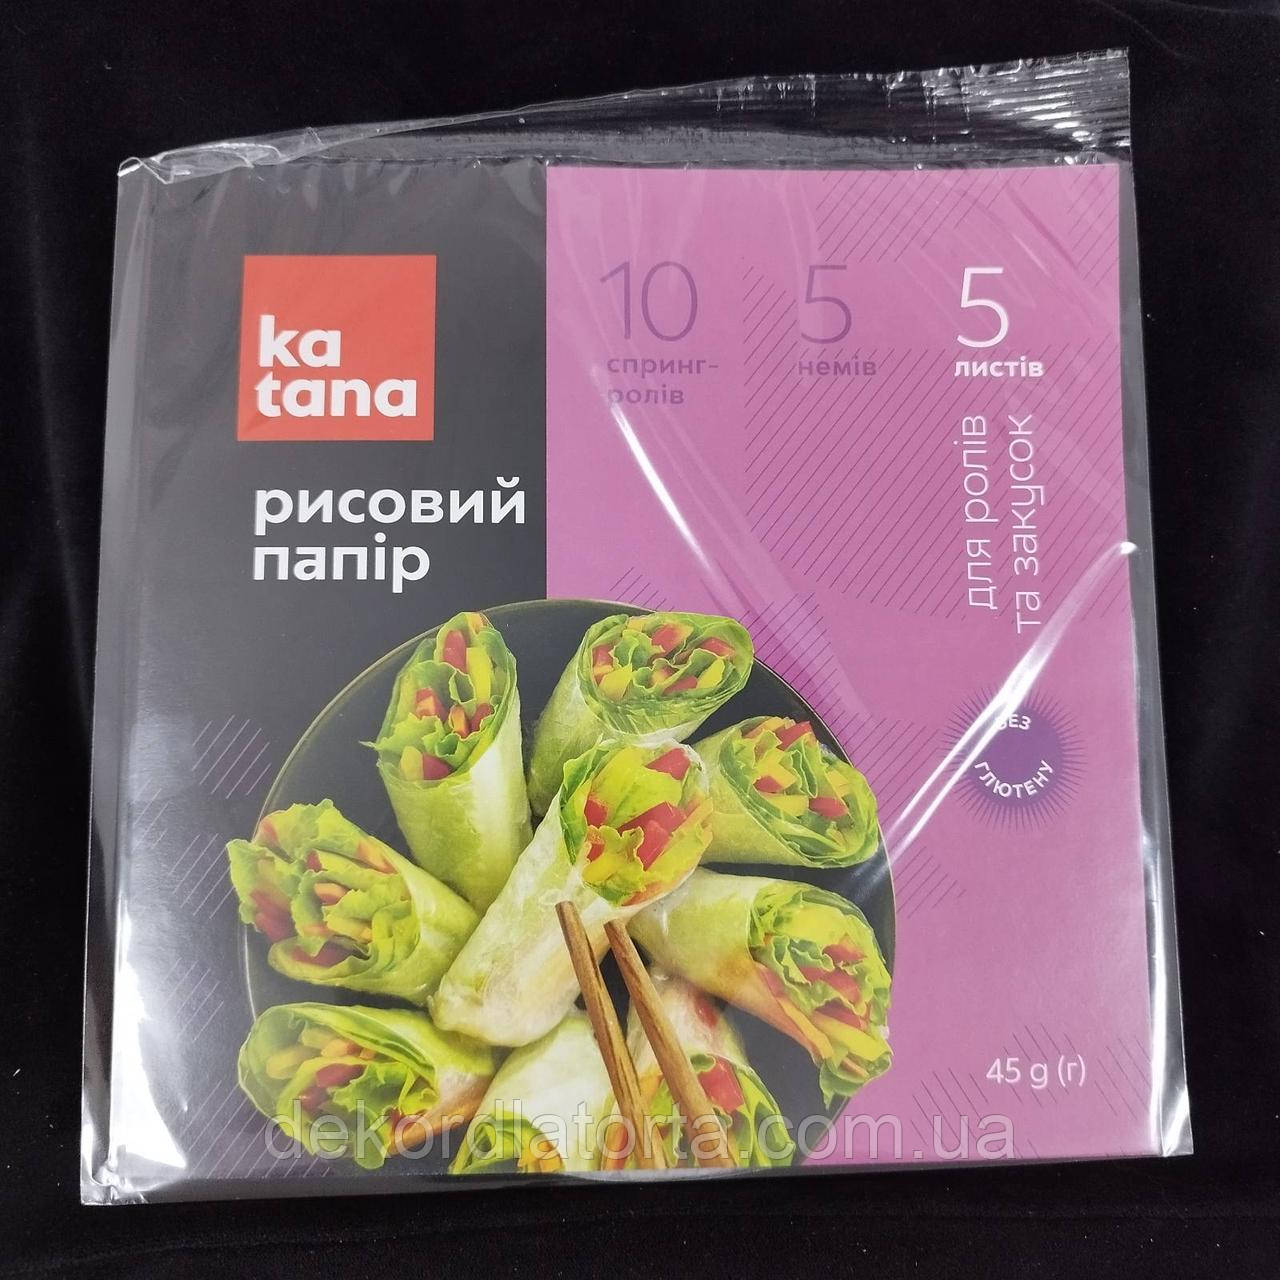 ka
tana
рисовий
папір
10
спринг-
ролів
5
немів
5
листів
для ролів
та закусок
БЕЗ
ГЛЮТЕНУ
45 g (г)
dekordlatorta.com.ua